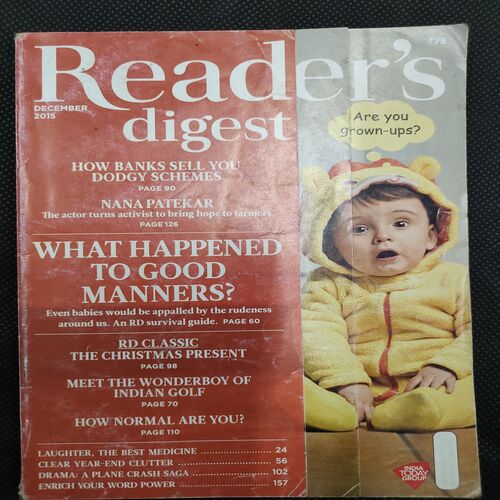 ₹75
Reader's
digest
DECEMBER
2015
Are you
grown-ups?
HOW BANKS SELL YOU
DODGY SCHEMES
PAGE 90
NANA PATEKAR
The actor turns activist to bring hope to farmers
PAGE 126
WHAT HAPPENED
TO GOOD
MANNERS?
Even babies would be appalled by the rudeness
around us. An RD survival guide. PAGE 60
RD CLASSIC
THE CHRISTMAS PRESENT
PAGE 98
MEET THE WONDERBOY OF
INDIAN GOLF
PAGE 70
HOW NORMAL ARE YOU?
PAGE 110
LAUGHTER, THE BEST MEDICINE ........................ 24
CLEAR YEAR-END CLUTTER ............................. 56
DRAMA: A PLANE CRASH SAGA ......................... 102
ENRICH YOUR WORD POWER ............................ 157
INDIA
TODAY
GROUP